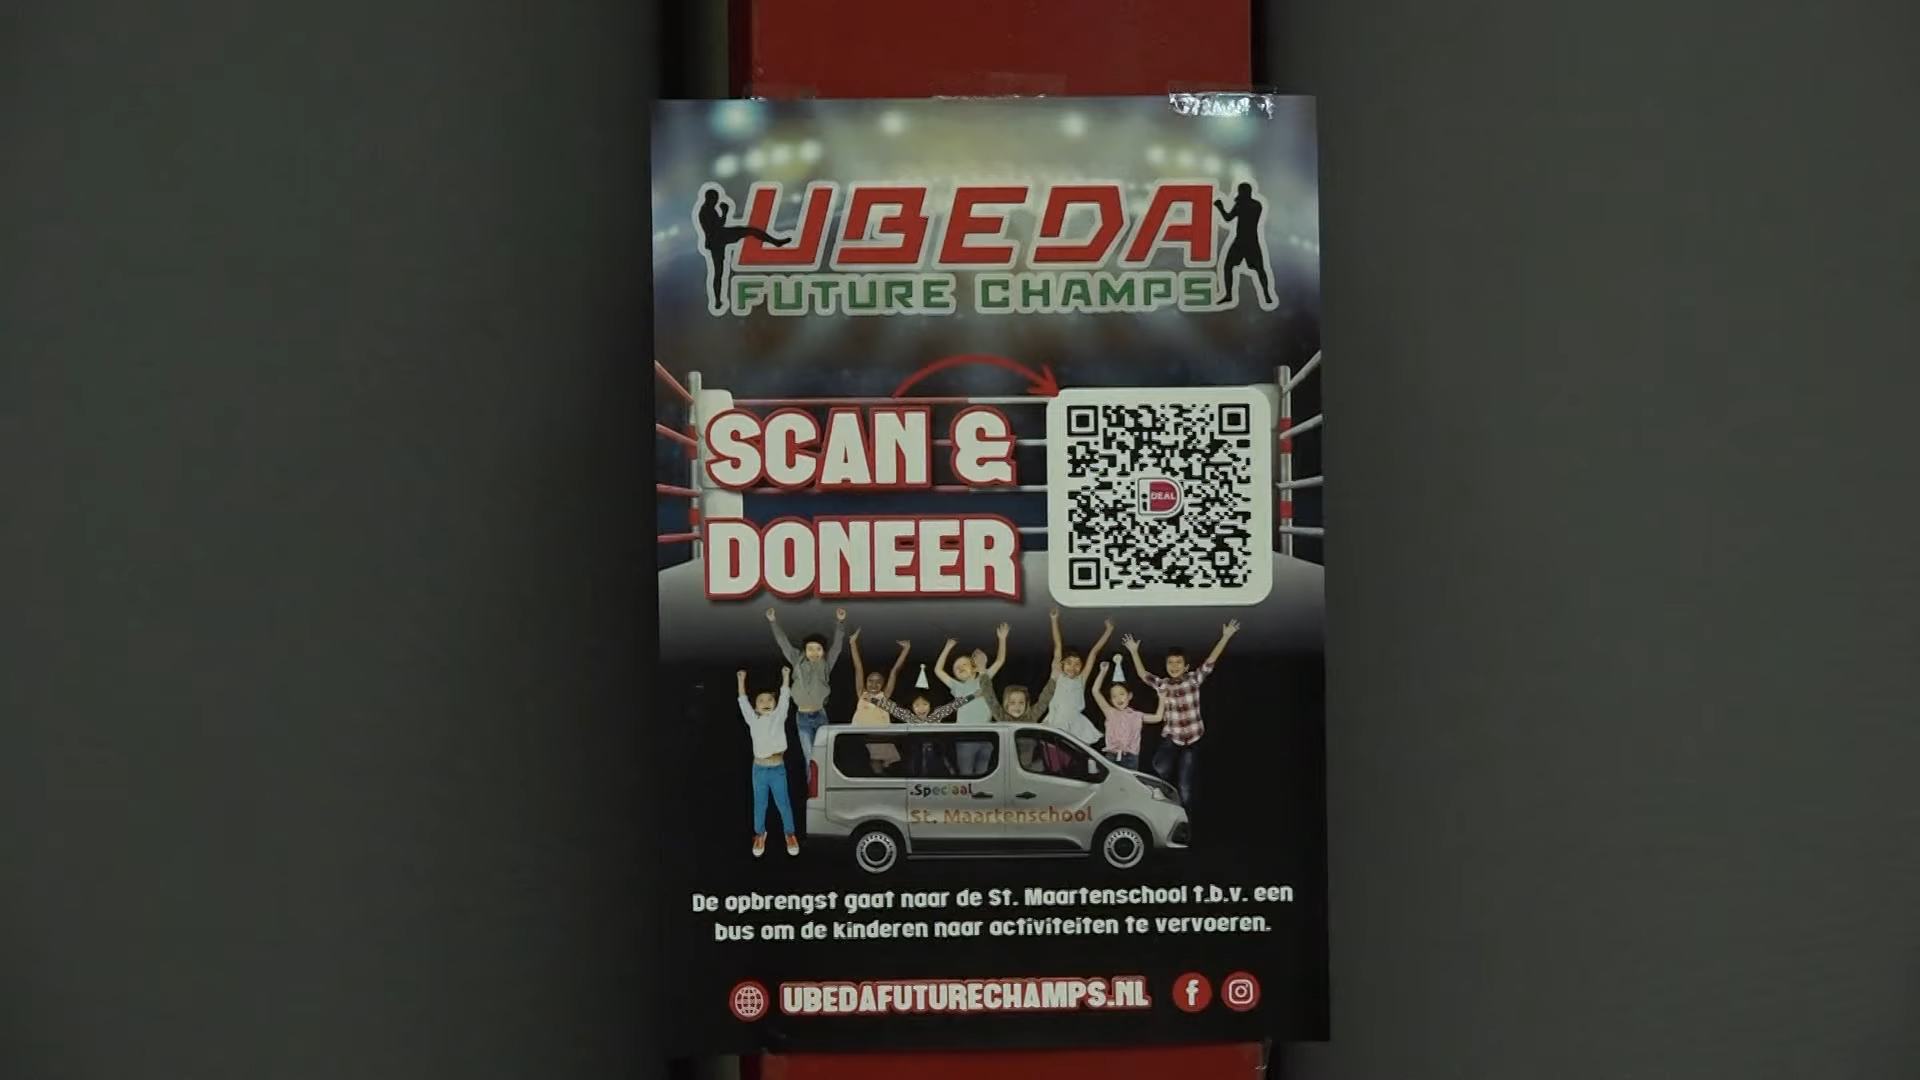 UBEDA
FUTURE CHAMPS
SCAN &
DONEER
iDEAL
.Speciaal
St. Maartenschool
De opbrengst gaat naar de St. Maartenschool t.b.v. een
bus om de kinderen naar activiteiten te vervoeren.
UBEDAFUTURECHAMPS.NL